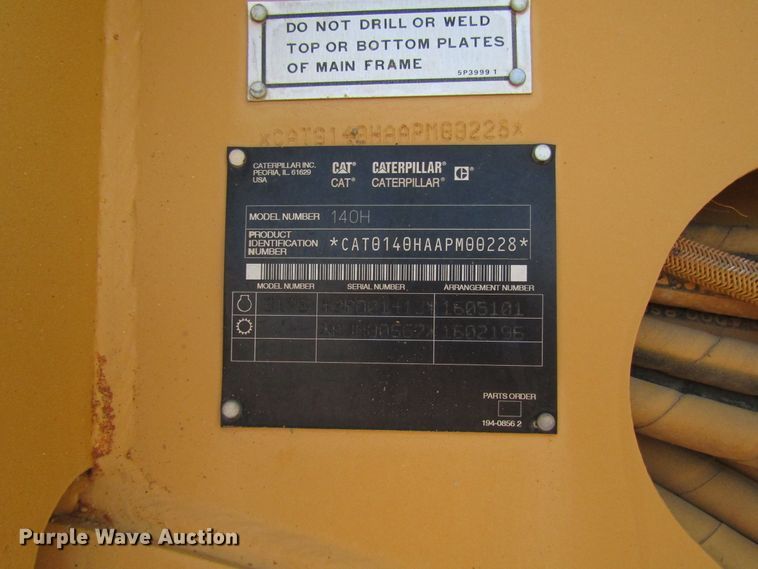 DO NOT DRILL OR WELD
TOP OR BOTTOM PLATES
OF MAIN FRAME
5P3999 1
*CAT0140HAAPM00228*
CATERPILLAR INC.
PEORIA, IL. 61629
USA
CAT® CATERPILLAR®
CAT® CATERPILLAR®
MODEL NUMBER 140H
PRODUCT
IDENTIFICATION
NUMBER
*CAT0140HAAPM00228*
MODEL NUMBER SERIAL NUMBER ARRANGEMENT NUMBER
1605101
1602196
PARTS ORDER
194-0856 2
Purple Wave Auction